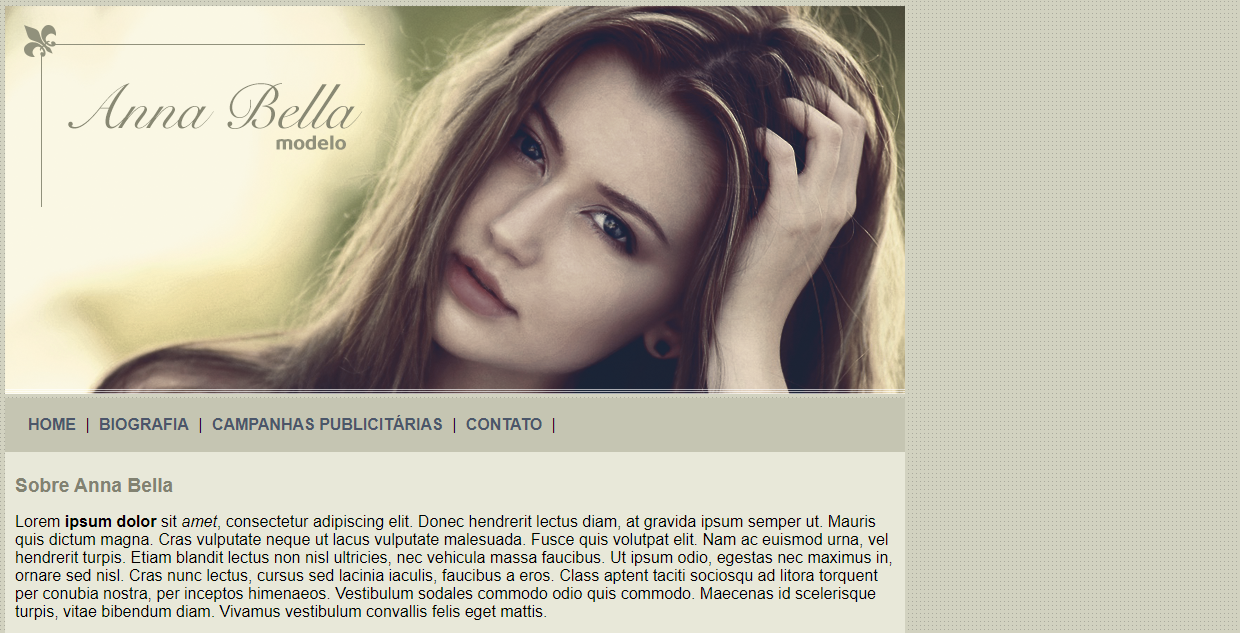 Anna Bella
modelo
HOME | BIOGRAFIA | CAMPANHAS PUBLICITÁRIAS | CONTATO |
Sobre Anna Bella
Lorem ipsum dolor sit amet, consectetur adipiscing elit. Donec hendrerit lectus diam, at gravida ipsum semper ut. Mauris
quis dictum magna. Cras vulputate neque ut lacus vulputate malesuada. Fusce quis volutpat elit. Nam ac euismod urna, vel
hendrerit turpis. Etiam blandit lectus non nisl ultricies, nec vehicula massa faucibus. Ut ipsum odio, egestas nec maximus in,
ornare sed nisl. Cras nunc lectus, cursus sed lacinia iaculis, faucibus a eros. Class aptent taciti sociosqu ad litora torquent
per conubia nostra, per inceptos himenaeos. Vestibulum sodales commodo odio quis commodo. Maecenas id scelerisque
turpis, vitae bibendum diam. Vivamus vestibulum convallis felis eget mattis.